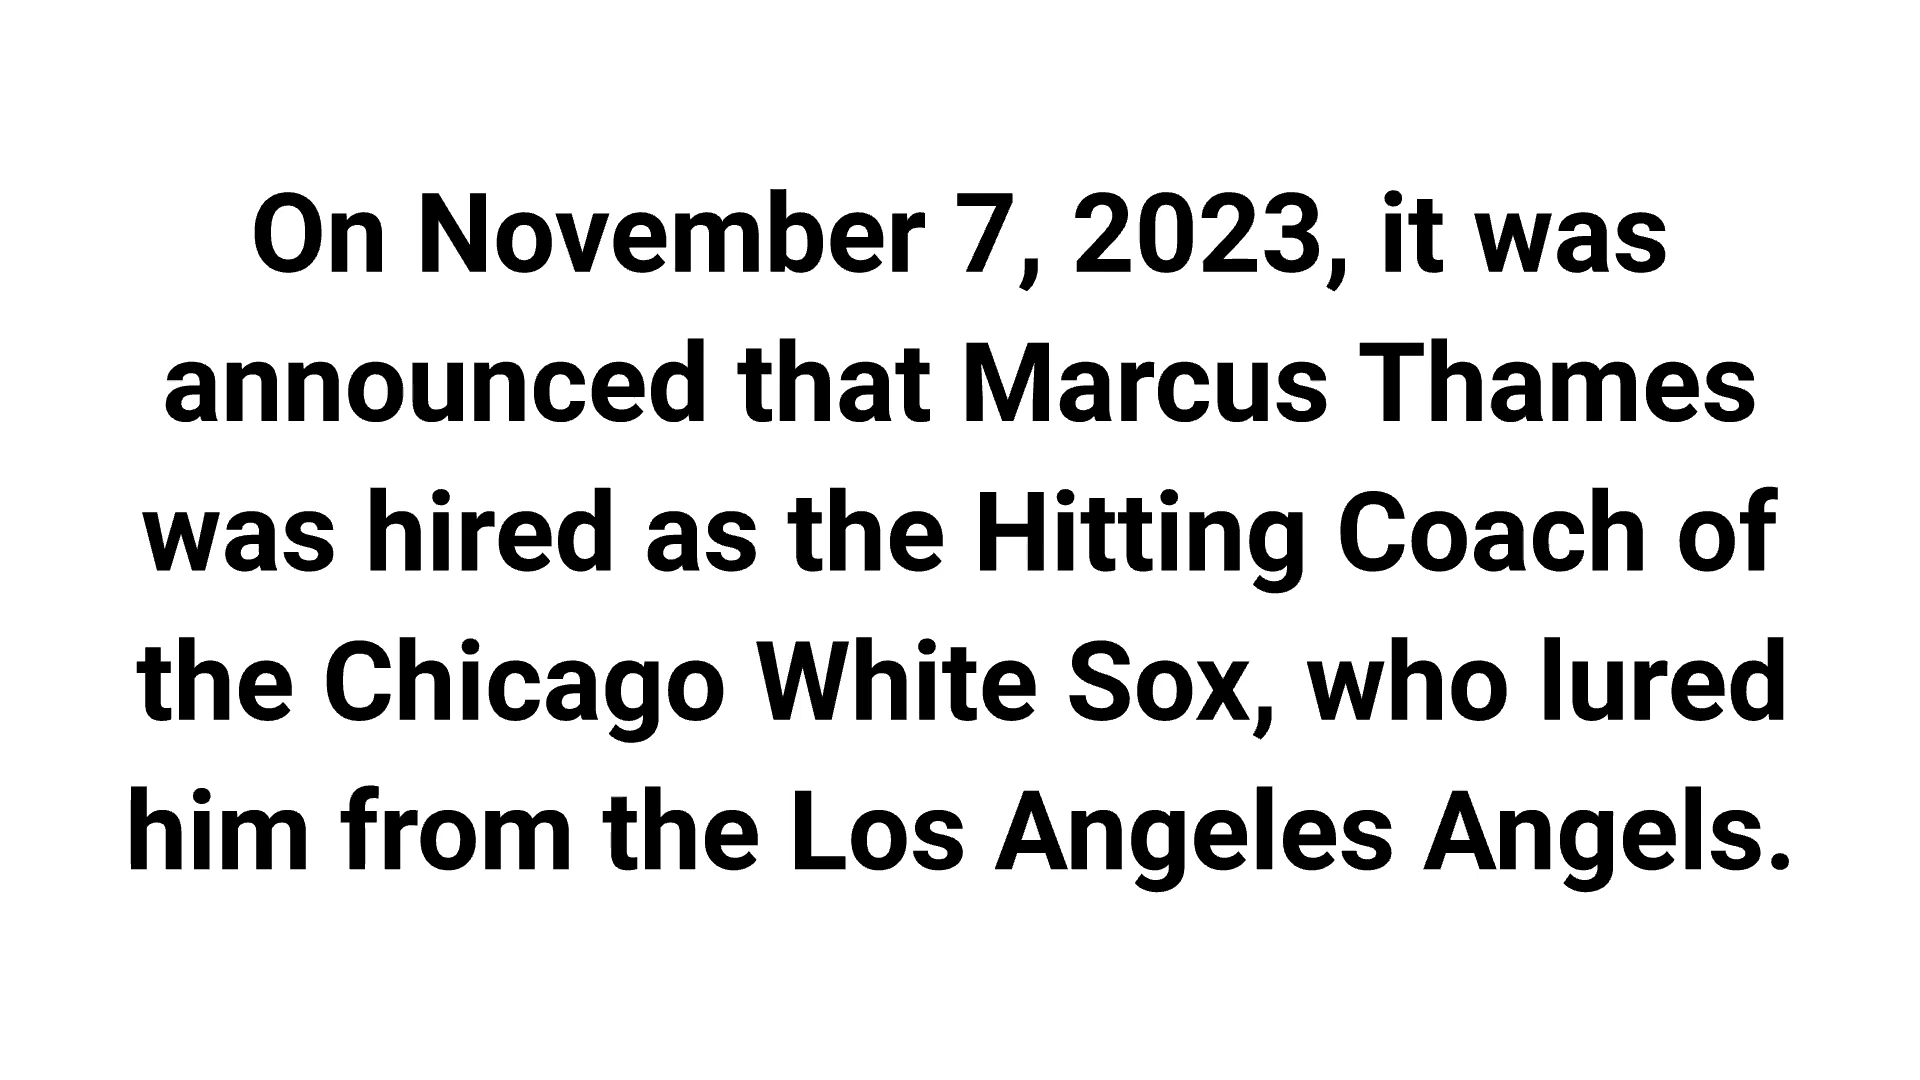 On November 7, 2023, it was
announced that Marcus Thames
was hired as the Hitting Coach of
the Chicago White Sox, who lured
him from the Los Angeles Angels.